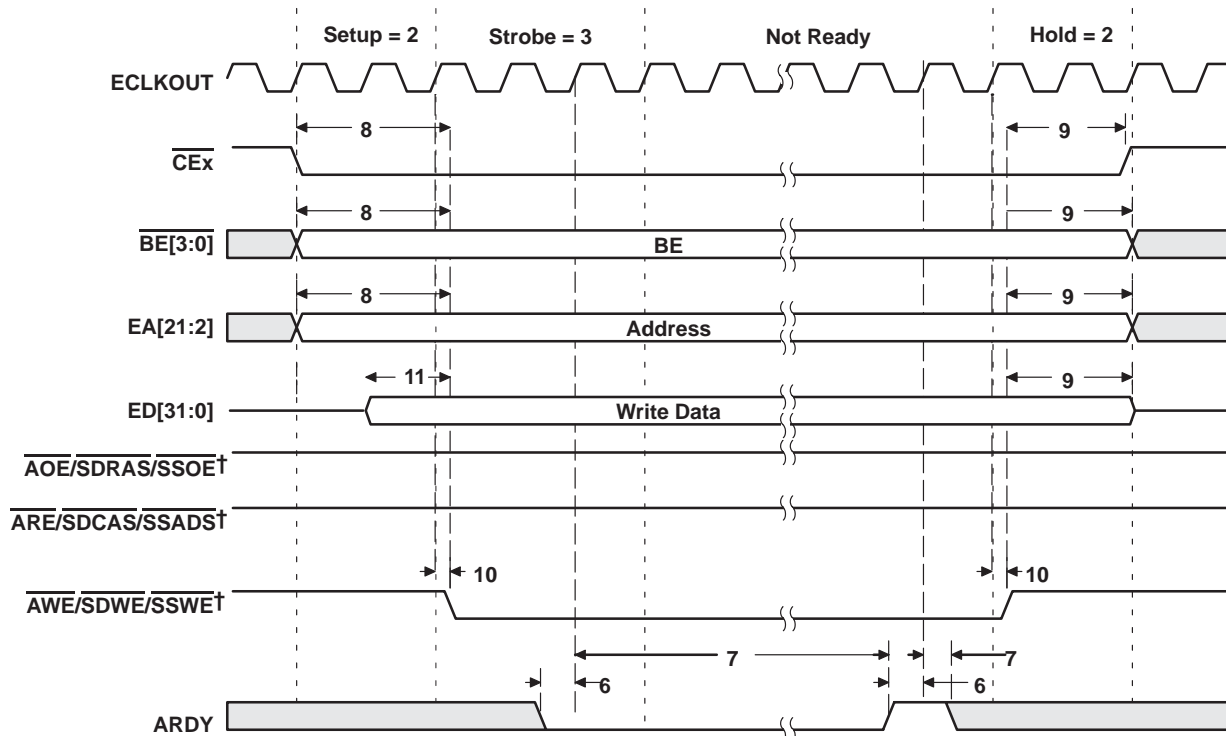 Setup = 2 Strobe = 3 Not Ready Hold = 2
ECLKOUT
8 9
CEx
8 9
BE[3:0] BE
8 9
EA[21:2] Address
11 9
ED[31:0] Write Data
AOE/SDRAS/SSOE†
ARE/SDCAS/SSADS†
10 10
AWE/SDWE/SSWE†
7 7
6 6
ARDY